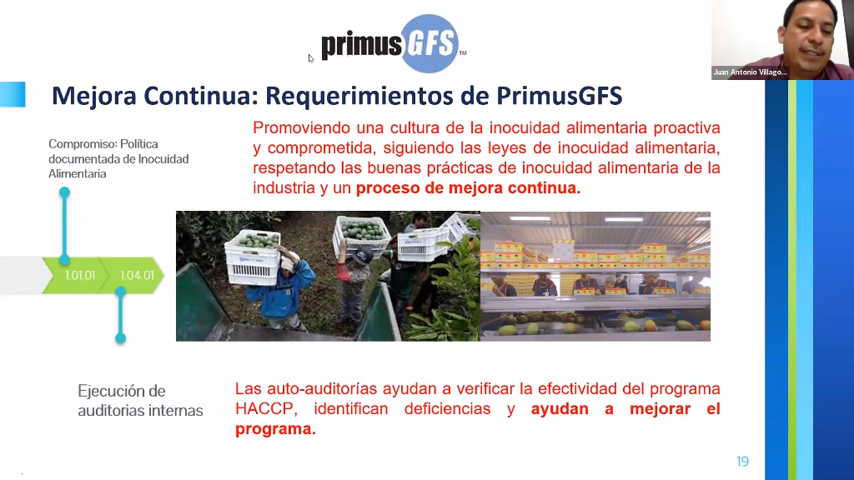 primusGFS™
Juan Antonio Villago...
Mejora Continua: Requerimientos de PrimusGFS
Compromiso: Política
documentada de Inocuidad
Alimentaria
Promoviendo una cultura de la inocuidad alimentaria proactiva
y comprometida, siguiendo las leyes de inocuidad alimentaria,
respetando las buenas prácticas de inocuidad alimentaria de la
industria y un proceso de mejora continua.
1.01.01
1.04.01
Ejecución de
auditorias internas
Las auto-auditorías ayudan a verificar la efectividad del programa
HACCP, identifican deficiencias y ayudan a mejorar el
programa.
19